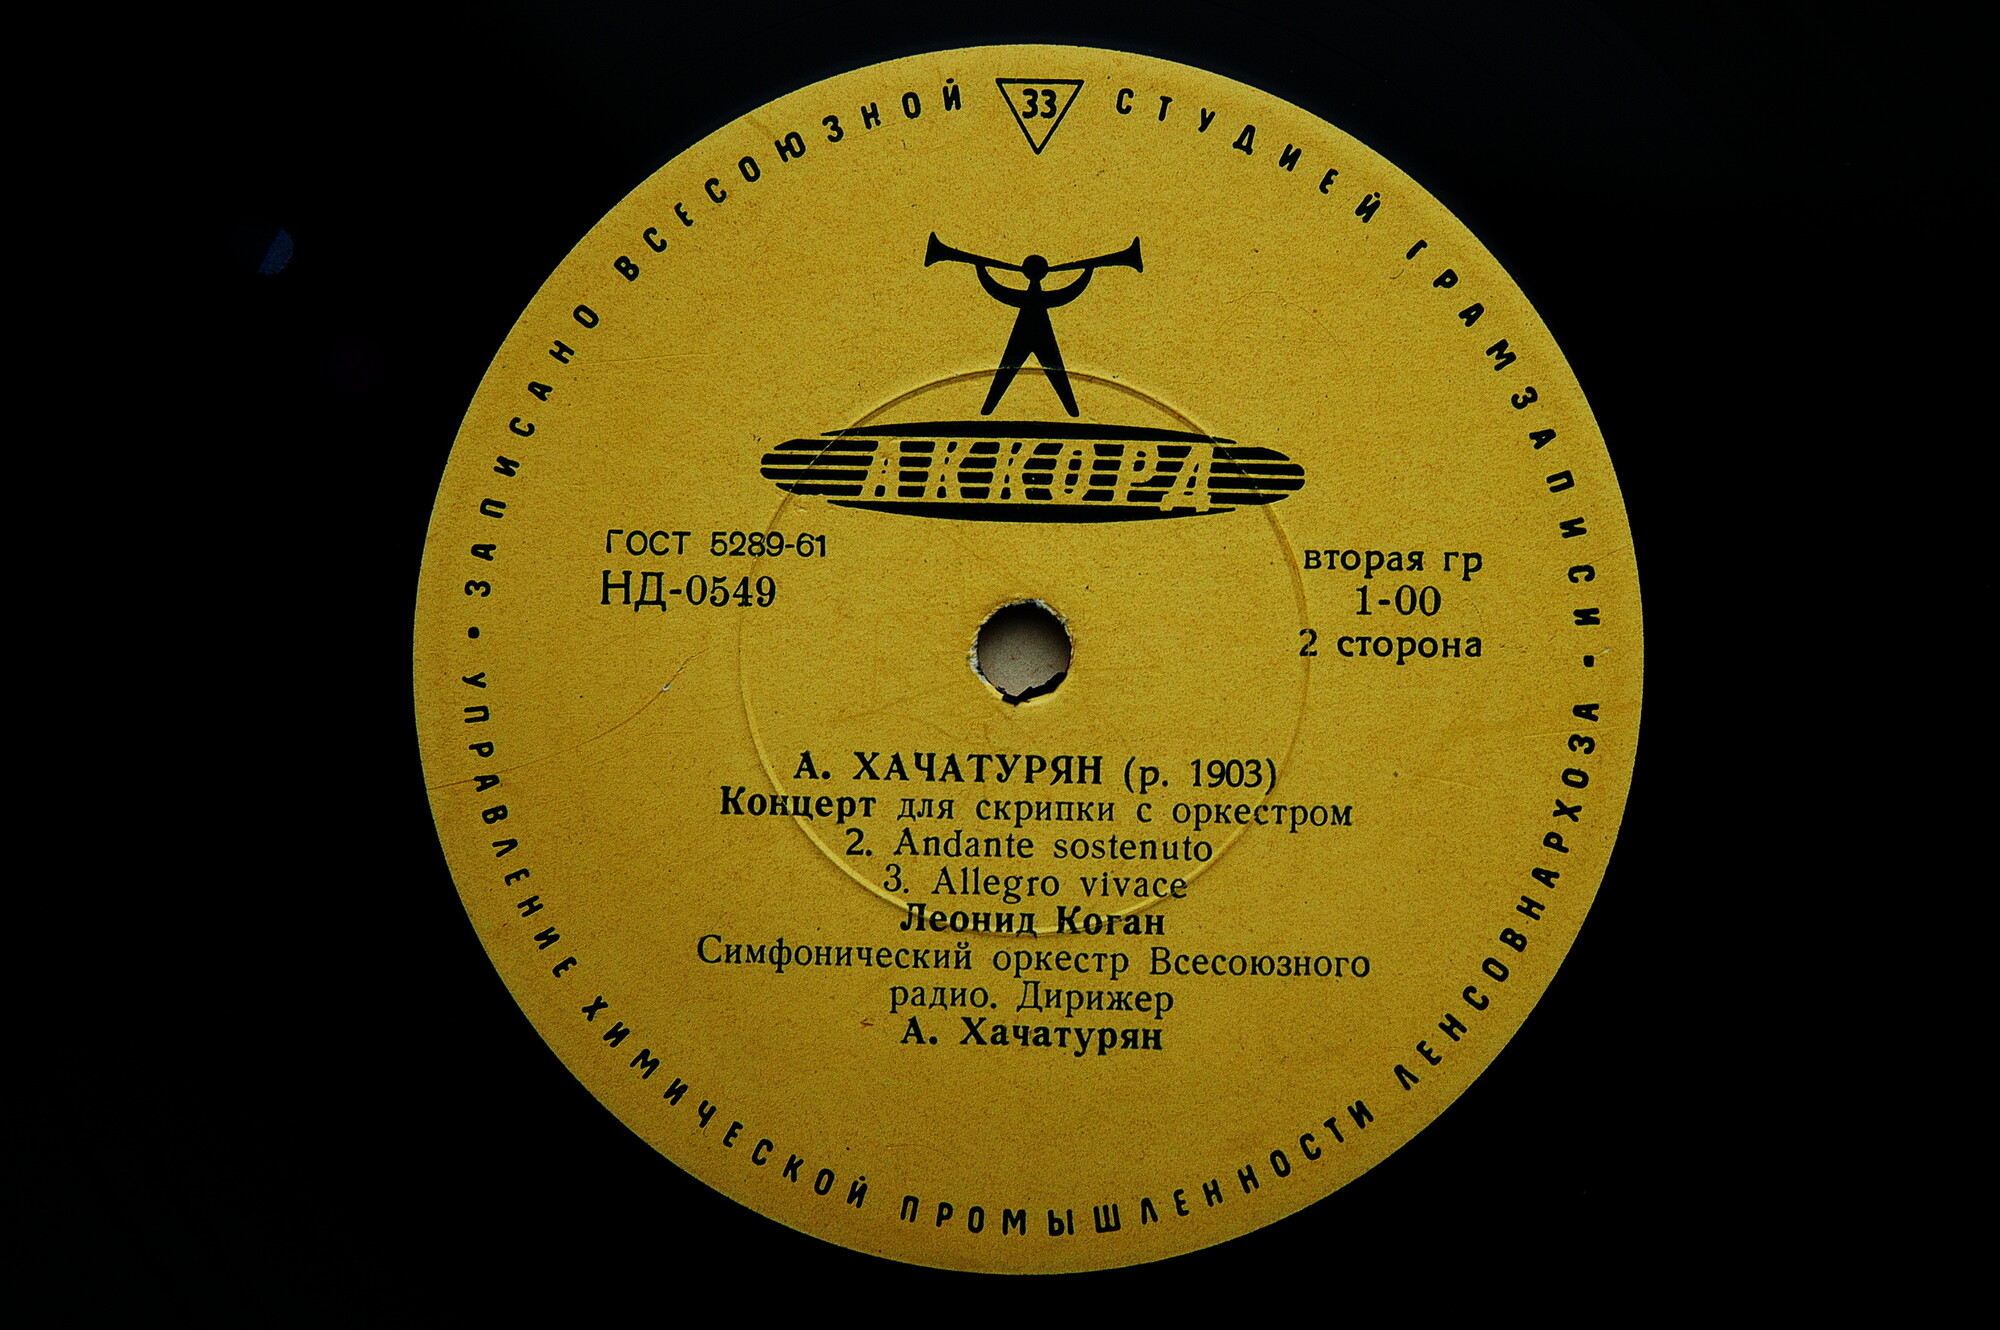 ЗАПИСАНО ВСЕСОЮЗНОЙ 33 СТУДИЕЙ ГРАМЗАПИСИ •
АККОРД
ГОСТ 5289-61
НД-0549
вторая гр
1-00
2 сторона
А. ХАЧАТУРЯН (р. 1903)
Концерт для скрипки с оркестром
2. Andante sostenuto
3. Allegro vivace
Леонид Коган
Симфонический оркестр Всесоюзного
радио. Дирижер
А. Хачатурян
УПРАВЛЕНИЕ ХИМИЧЕСКОЙ ПРОМЫШЛЕННОСТИ ЛЕНСОВНАРХОЗА •